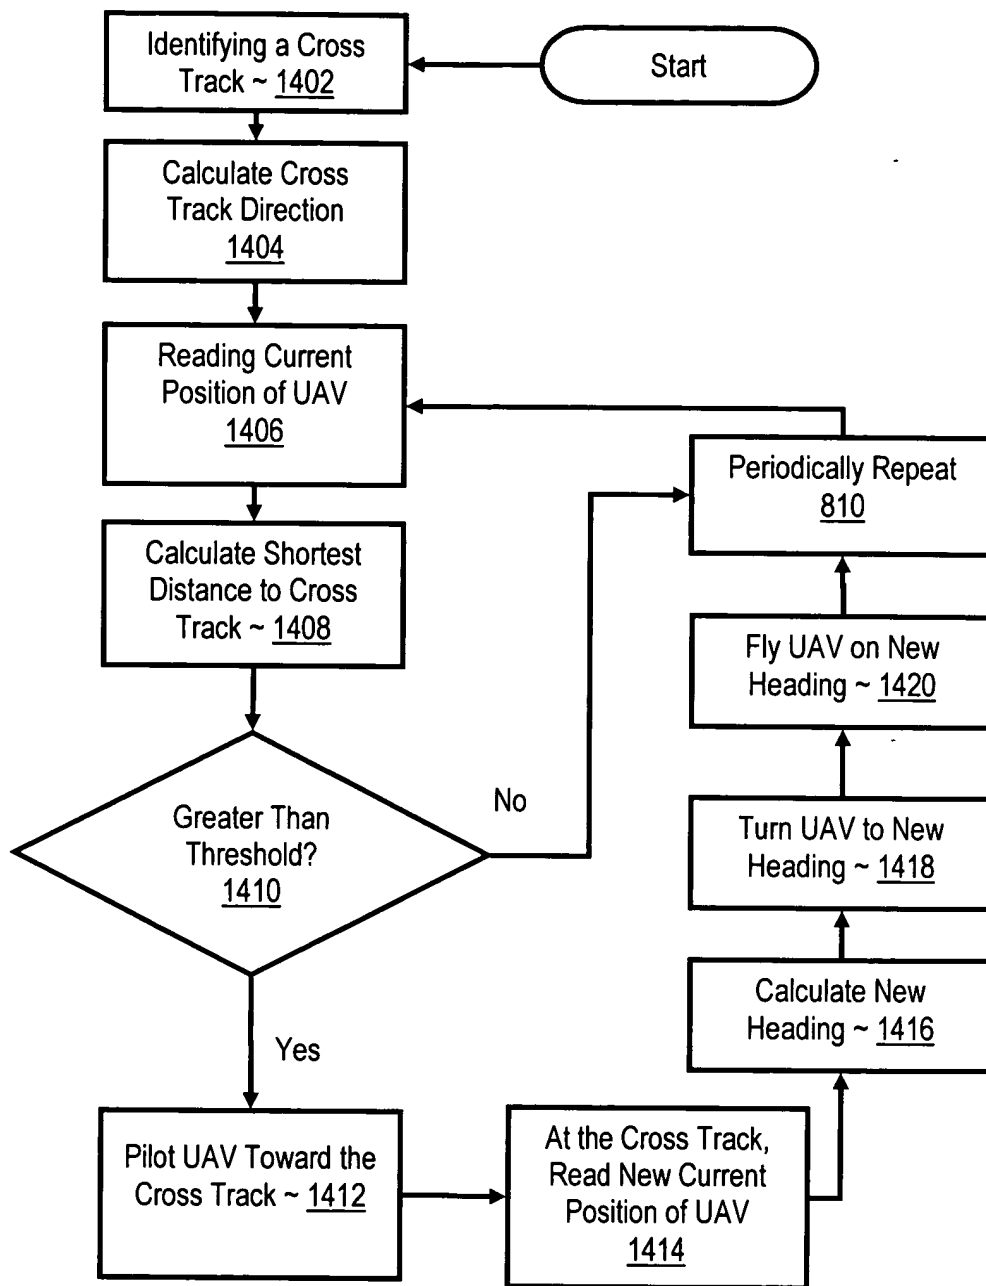 Identifying a Cross
Track ~ 1402
Start
Calculate Cross
Track Direction
1404
Reading Current
Position of UAV
1406
Calculate Shortest
Distance to Cross
Track ~ 1408
Greater Than
Threshold?
1410
No
Yes
Pilot UAV Toward the
Cross Track ~ 1412
At the Cross Track,
Read New Current
Position of UAV
1414
Calculate New
Heading ~ 1416
Turn UAV to New
Heading ~ 1418
Fly UAV on New
Heading ~ 1420
Periodically Repeat
810